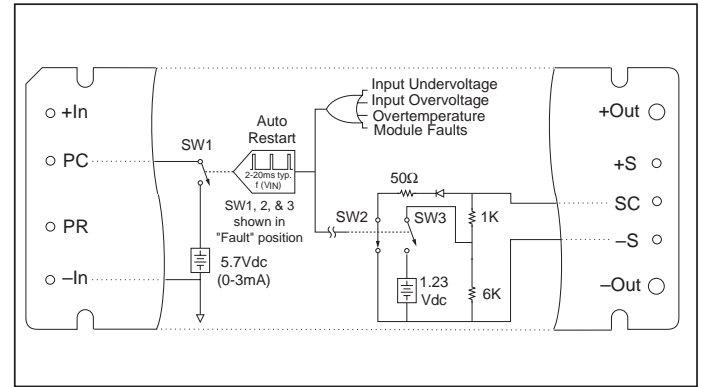 +In
PC
PR
–In
SW1
Auto
Restart
2-20ms typ.
f (VIN)
SW1, 2, & 3
shown in
"Fault" position
5.7Vdc
(0-3mA)
Input Undervoltage
Input Overvoltage
Overtemperature
Module Faults
50Ω
SW2
SW3
1K
1.23
Vdc
6K
+Out
+S
SC
–S
–Out